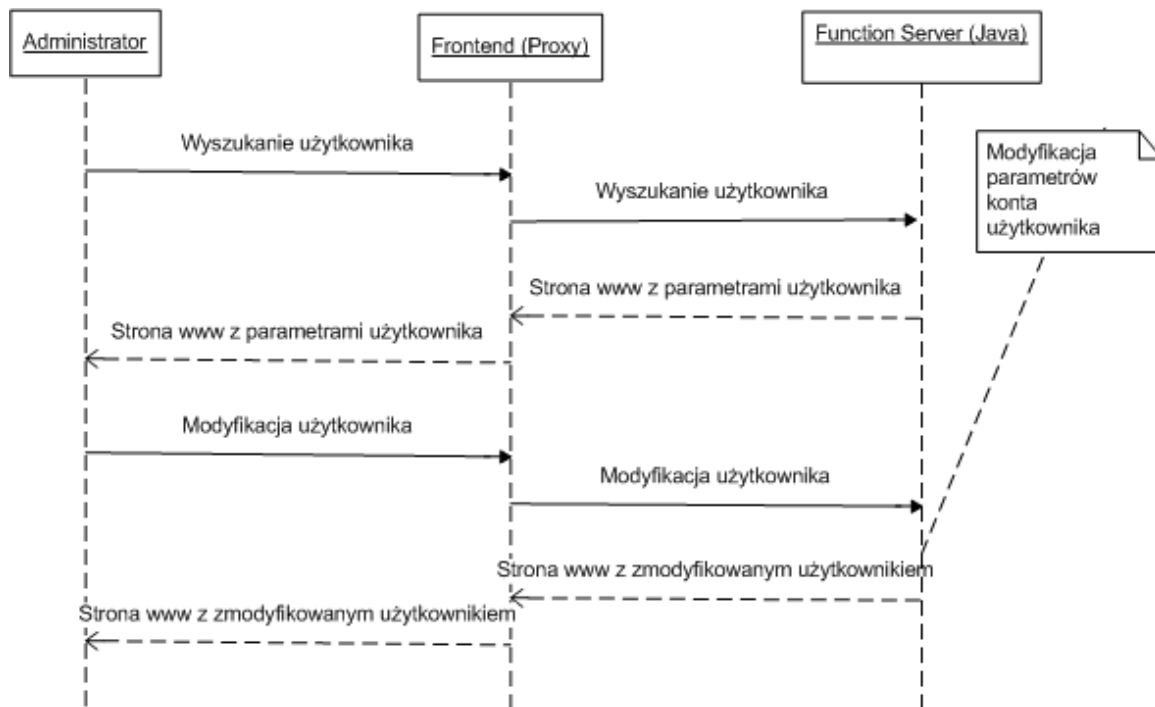 Administrator
Frontend (Proxy)
Function Server (Java)
Wyszukanie użytkownika
Wyszukanie użytkownika
Modyfikacja
parametrów
konta
użytkownika
Strona www z parametrami użytkownika
Strona www z parametrami użytkownika
Modyfikacja użytkownika
Modyfikacja użytkownika
Strona www z zmodyfikowanym użytkownikiem
Strona www z zmodyfikowanym użytkownikiem